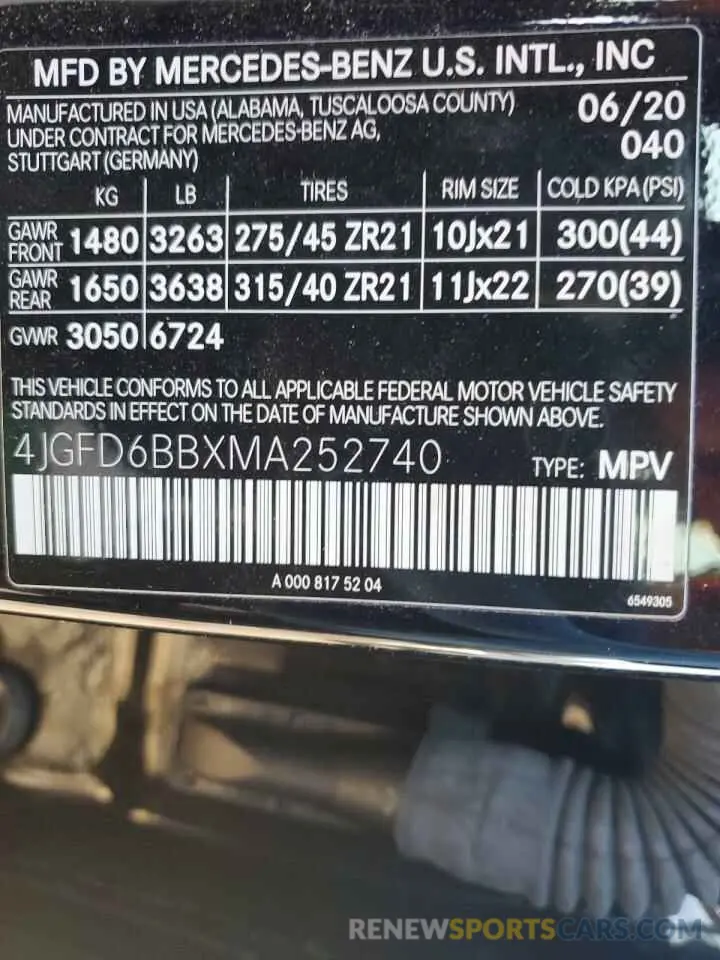 MFD BY MERCEDES-BENZ U.S. INTL., INC
MANUFACTURED IN USA (ALABAMA, TUSCALOOSA COUNTY) 06/20
UNDER CONTRACT FOR MERCEDES-BENZ AG, 040
STUTTGART (GERMANY)
KG LB TIRES RIM SIZE COLD KPA (PSI)
GAWR FRONT 1480 3263 275/45 ZR21 10Jx21 300(44)
GAWR REAR 1650 3638 315/40 ZR21 11Jx22 270(39)
GVWR 3050 6724
THIS VEHICLE CONFORMS TO ALL APPLICABLE FEDERAL MOTOR VEHICLE SAFETY
STANDARDS IN EFFECT ON THE DATE OF MANUFACTURE SHOWN ABOVE.
4JGFD6BBXMA252740 TYPE: MPV
A 000 817 52 04
6549305
RENEWSPORTSCARS.COM